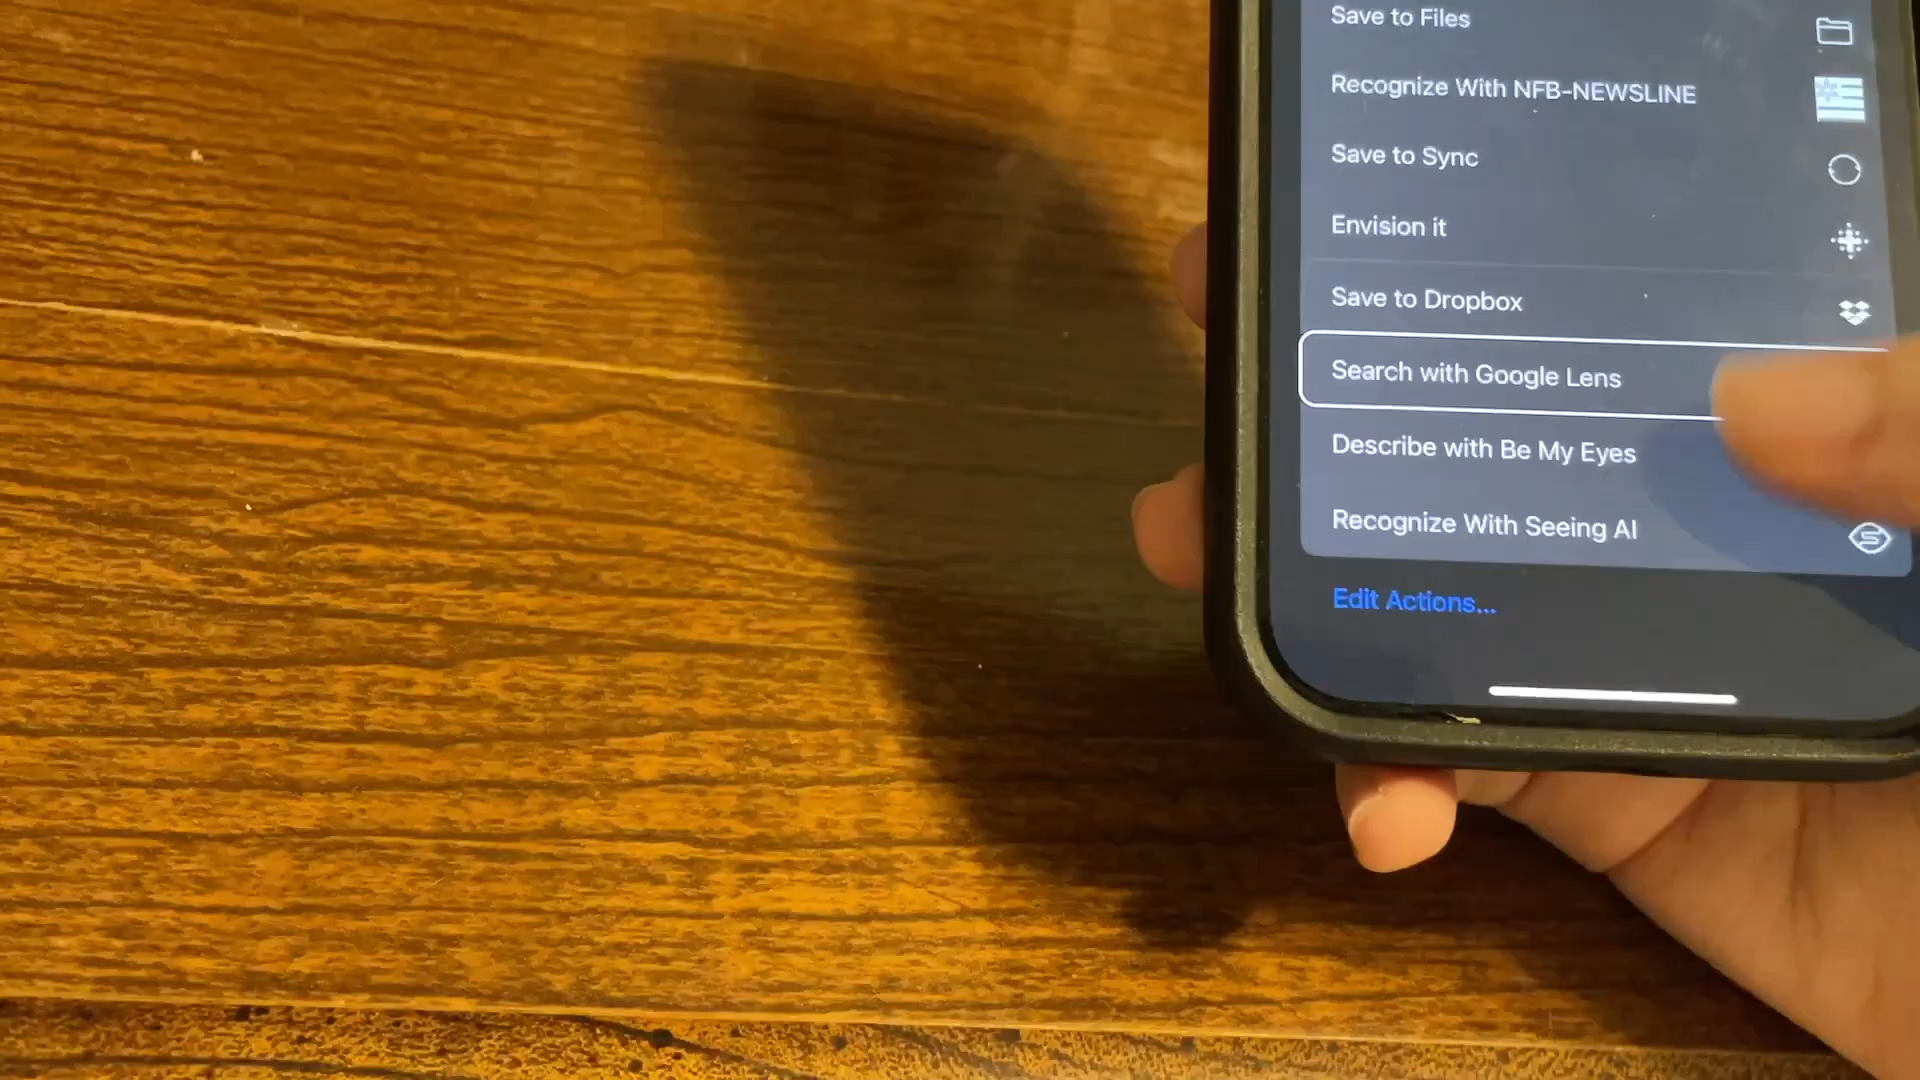 Save to Files
Recognize With NFB-NEWSLINE
Save to Sync
Envision it
Save to Dropbox
Search with Google Lens
Describe with Be My Eyes
Recognize With Seeing AI
Edit Actions...